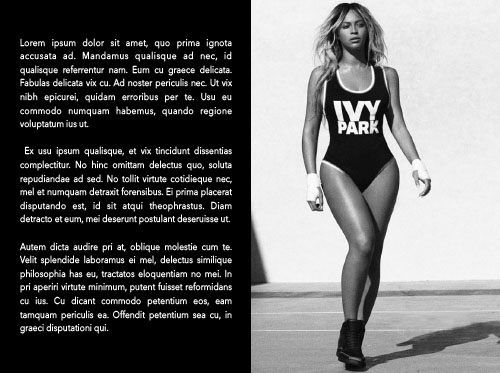 Lorem ipsum dolor sit amet, quo prima ignota
accusata ad. Mandamus qualisque ad nec, id
qualisque referrentur nam. Eum cu graece delicata.
Fabulas delicata vix cu. Ad noster periculis nec. Ut vix
nibh epicurei, quidam erroribus per te. Usu eu
commodo numquam habemus, quando regione
voluptatum ius ut.
Ex usu ipsum qualisque, et vix tincidunt dissentias
complectitur. No hinc omittam delectus quo, soluta
repudiandae ad sed. No tollit virtute cotidieque nec,
mel et numquam detraxit forensibus. Ei prima placerat
disputando est, id sit atqui theophrastus. Diam
detracto et eum, mei deserunt postulant deseruisse ut.
Autem dicta audire pri at, oblique molestie cum te.
Velit splendide laboramus ei mel, delectus similique
philosophia has eu, tractatos eloquentiam no mei. In
pri aperiri virtute minimum, putent fuisset reformidans
cu ius. Cu dicant commodo petentium eos, eam
tamquam periculis ea. Offendit petentium sea cu, in
graeci disputationi qui.
IVY
PARK